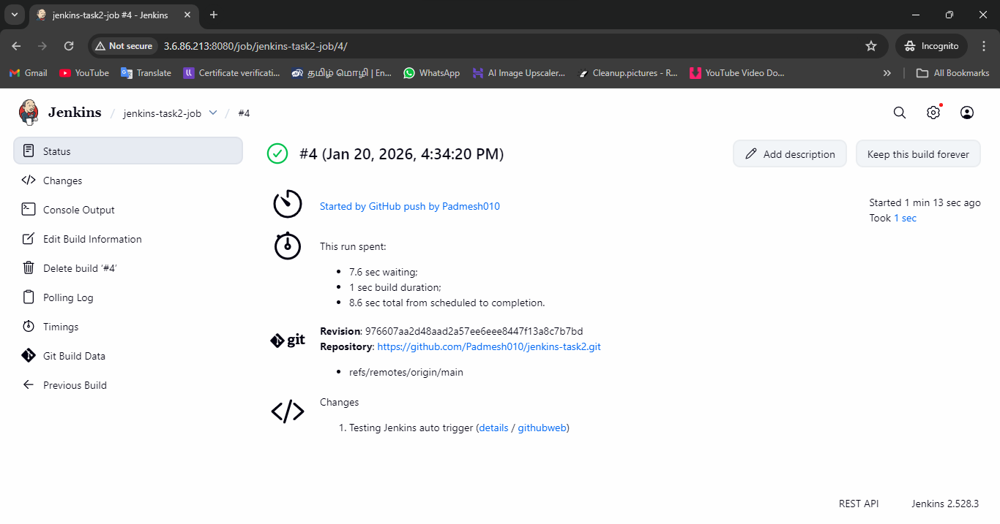 jenkins-task2-job #4 - Jenkins
Not secure 3.6.86.213:8080/job/jenkins-task2-job/4/ Incognito
Gmail YouTube Translate Certificate verificati... தமிழ் மொழி | En... WhatsApp AI Image Upscaler... Cleanup.pictures - R... YouTube Video Do... » All Bookmarks
Jenkins / jenkins-task2-job / #4
Status
Changes
Console Output
Edit Build Information
Delete build ‘#4’
Polling Log
Timings
Git Build Data
Previous Build
#4 (Jan 20, 2026, 4:34:20 PM)
Add description
Keep this build forever
Started by GitHub push by Padmesh010
Started 1 min 13 sec ago
Took 1 sec
This run spent:
• 7.6 sec waiting;
• 1 sec build duration;
• 8.6 sec total from scheduled to completion.
git
Revision: 976607aa2d48aad2a57ee6eee8447f13a8c7b7bd
Repository: https://github.com/Padmesh010/jenkins-task2.git
• refs/remotes/origin/main
Changes
1. Testing Jenkins auto trigger (details / githubweb)
REST API Jenkins 2.528.3